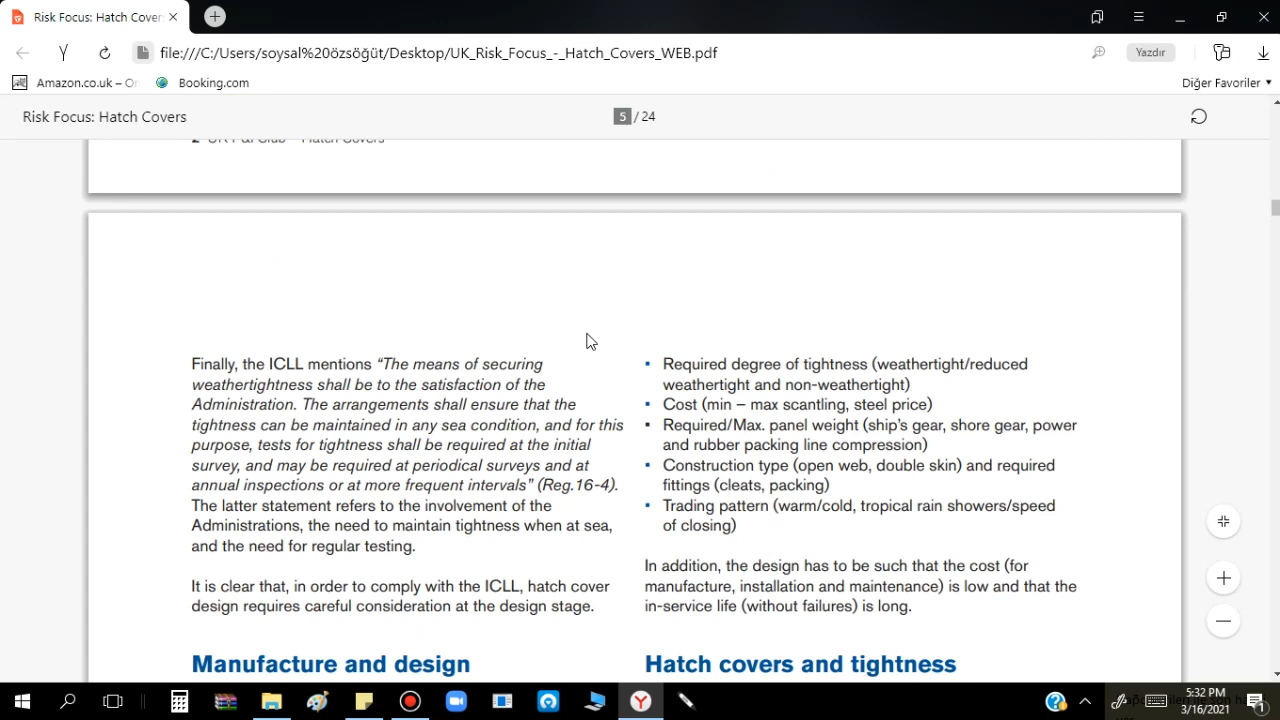 Risk Focus: Hatch Cover
file:///C:/Users/soysal%20özsöğüt/Desktop/UK_Risk_Focus_-_Hatch_Covers_WEB.pdf
Yazdır
Amazon.co.uk – Or
Booking.com
Diğer Favoriler
Risk Focus: Hatch Covers
5 / 24
2 UK P&I Club – Hatch Covers
Finally, the ICLL mentions “The means of securing
weathertightness shall be to the satisfaction of the
Administration. The arrangements shall ensure that the
tightness can be maintained in any sea condition, and for this
purpose, tests for tightness shall be required at the initial
survey, and may be required at periodical surveys and at
annual inspections or at more frequent intervals” (Reg.16-4).
The latter statement refers to the involvement of the
Administrations, the need to maintain tightness when at sea,
and the need for regular testing.
It is clear that, in order to comply with the ICLL, hatch cover
design requires careful consideration at the design stage.
Manufacture and design
• Required degree of tightness (weathertight/reduced
weathertight and non-weathertight)
• Cost (min – max scantling, steel price)
• Required/Max. panel weight (ship’s gear, shore gear, power
and rubber packing line compression)
• Construction type (open web, double skin) and required
fittings (cleats, packing)
• Trading pattern (warm/cold, tropical rain showers/speed
of closing)
In addition, the design has to be such that the cost (for
manufacture, installation and maintenance) is low and that the
in-service life (without failures) is long.
Hatch covers and tightness
5:32 PM
3/16/2021
1